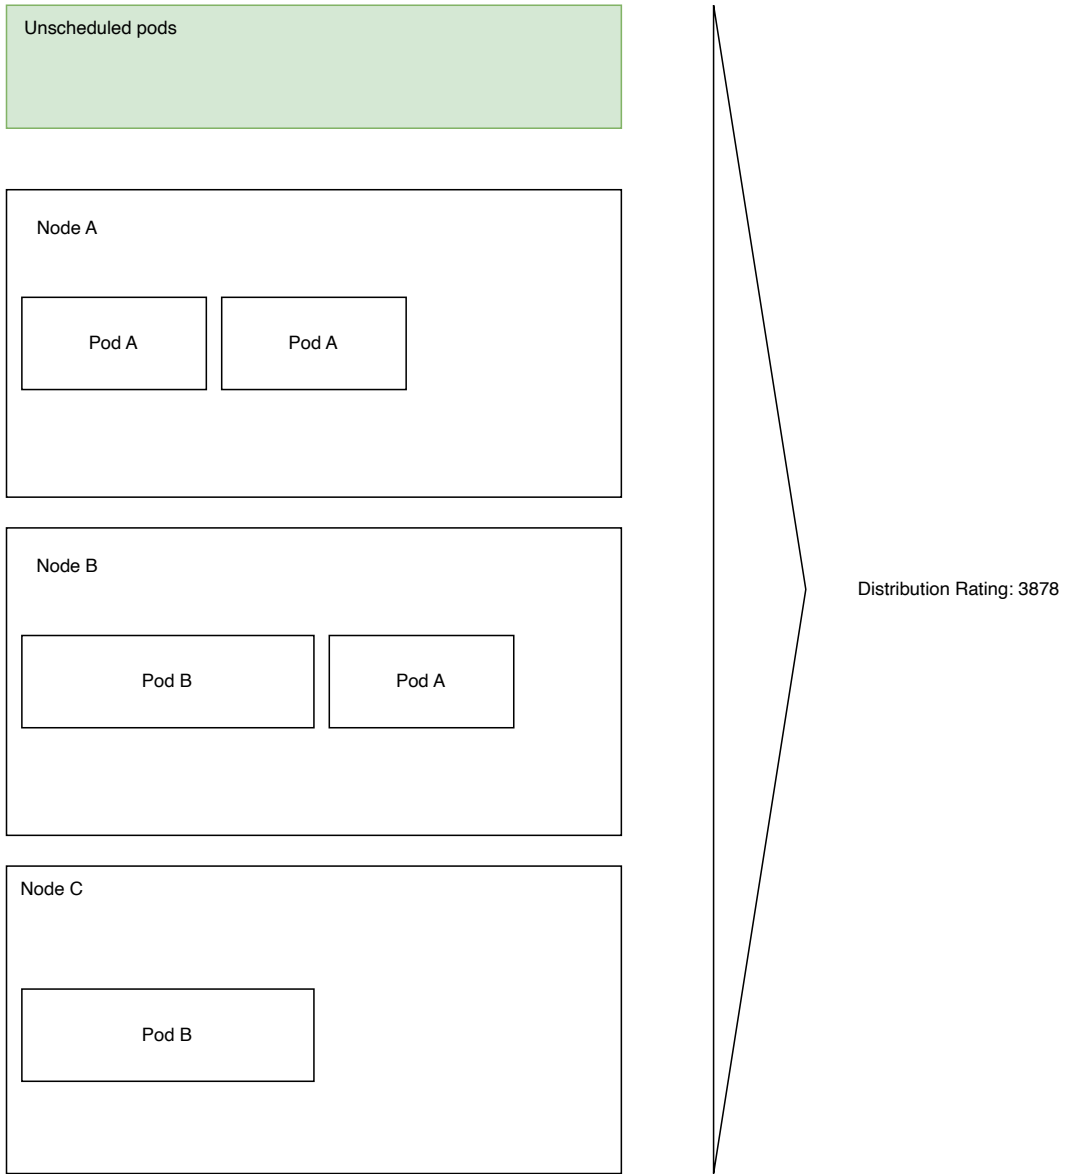 Unscheduled pods
Node A
Pod A
Pod A
Node B
Pod B
Pod A
Distribution Rating: 3878
Node C
Pod B